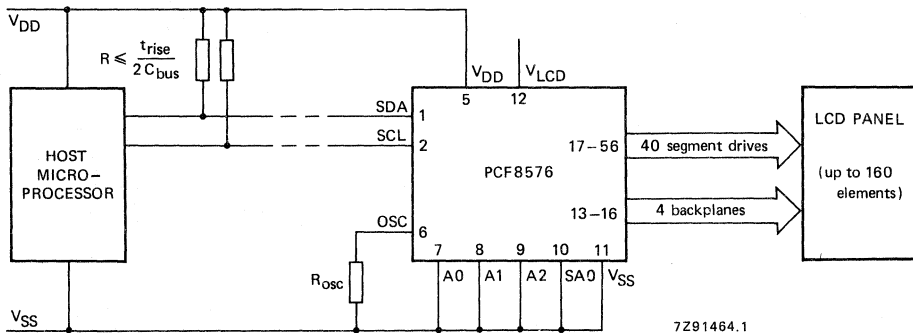 V_DD
R ⩽ t_rise / 2 C_bus
V_DD
V_LCD
5
12
SDA
1
SCL
2
HOST
MICRO–
PROCESSOR
PCF8576
17–56
40 segment drives
13–16
4 backplanes
LCD PANEL
(up to 160
elements)
OSC
6
R_osc
7
8
9
10
11
A0
A1
A2
SA0
V_SS
V_SS
7Z91464.1